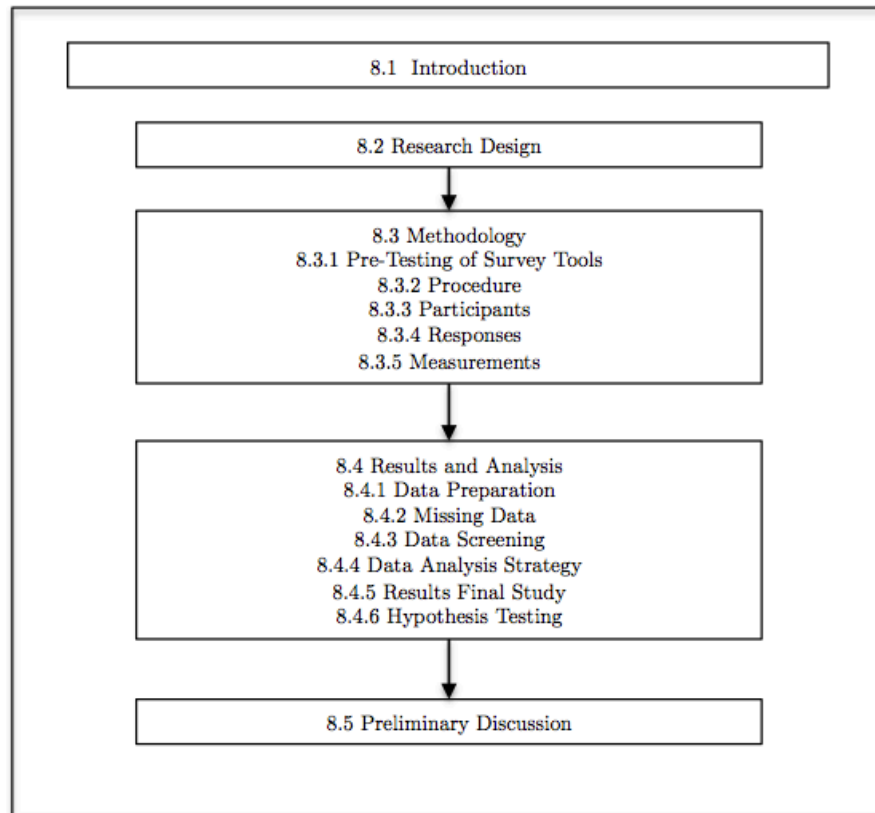 8.1 Introduction
8.2 Research Design
8.3 Methodology
8.3.1 Pre-Testing of Survey Tools
8.3.2 Procedure
8.3.3 Participants
8.3.4 Responses
8.3.5 Measurements
8.4 Results and Analysis
8.4.1 Data Preparation
8.4.2 Missing Data
8.4.3 Data Screening
8.4.4 Data Analysis Strategy
8.4.5 Results Final Study
8.4.6 Hypothesis Testing
8.5 Preliminary Discussion